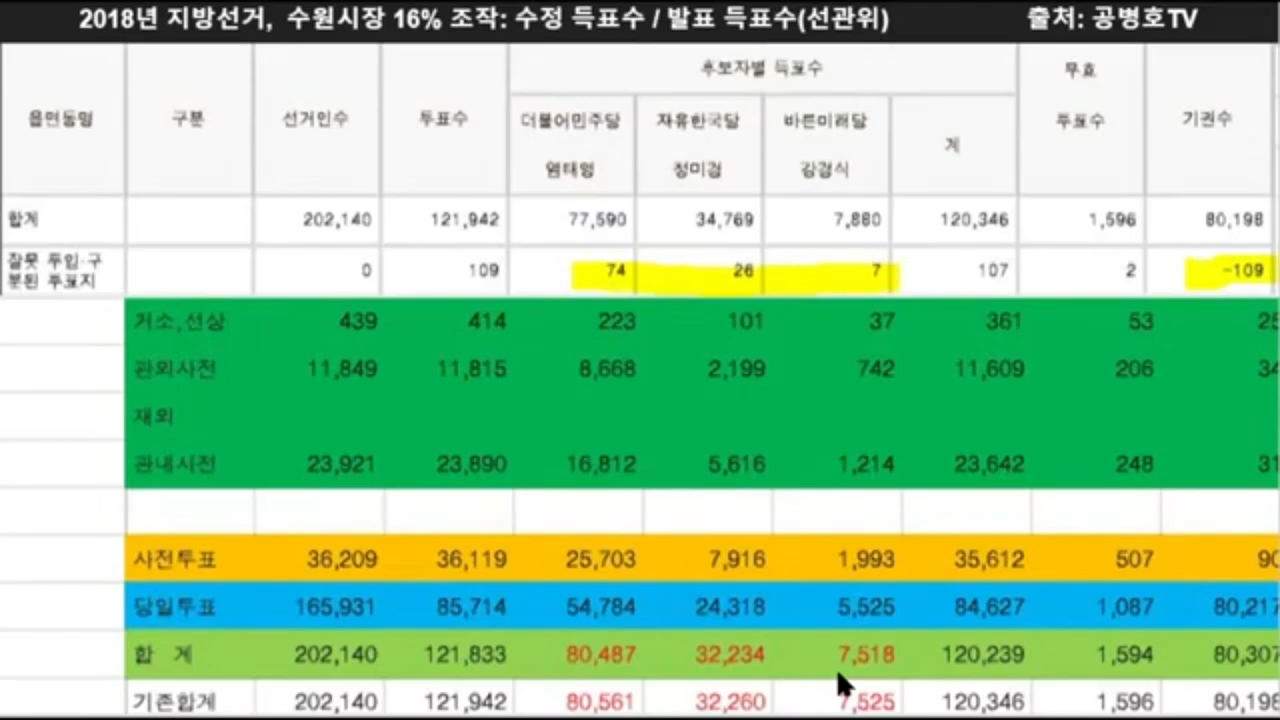 2018년 지방선거, 수원시장 16% 조작: 수정 득표수 / 발표 득표수(선관위) 출처: 공병호TV
후보자별 득표수 무효
읍면동명 구분 선거인수 투표수 더불어민주당 자유한국당 바른미래당 계 투표수 기권수
염태영 정미경 강경식
합계 202,140 121,942 77,590 34,769 7,880 120,346 1,596 80,198
잘못 투입·구
분된 투표지 0 109 74 26 7 107 2 -109
거소,선상 439 414 223 101 37 361 53 25
관외사전 11,849 11,815 8,668 2,199 742 11,609 206 34
재외
관내사전 23,921 23,890 16,812 5,616 1,214 23,642 248 31
사전투표 36,209 36,119 25,703 7,916 1,993 35,612 507 90
당일투표 165,931 85,714 54,784 24,318 5,525 84,627 1,087 80,217
합 계 202,140 121,833 80,487 32,234 7,518 120,239 1,594 80,307
기존합계 202,140 121,942 80,561 32,260 7,525 120,346 1,596 80,198